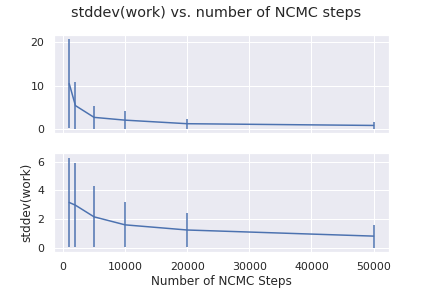 stddev(work) vs. number of NCMC steps
20
10
0
6
4
2
0
stddev(work)
0 10000 20000 30000 40000 50000
Number of NCMC Steps